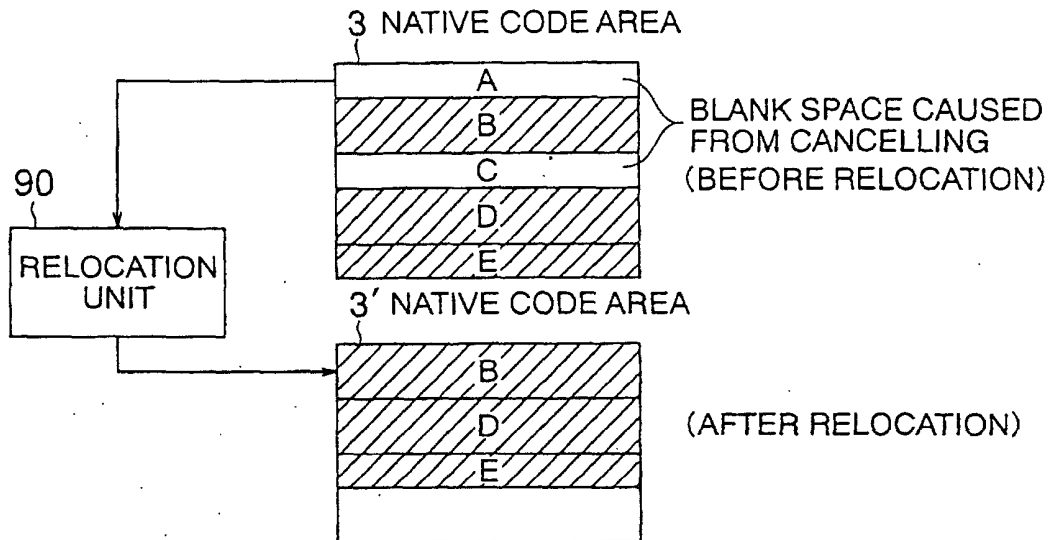 3 NATIVE CODE AREA
A
B
C
D
E
BLANK SPACE CAUSED
FROM CANCELLING
(BEFORE RELOCATION)
90
RELOCATION
UNIT
3′ NATIVE CODE AREA
B
D
E
(AFTER RELOCATION)